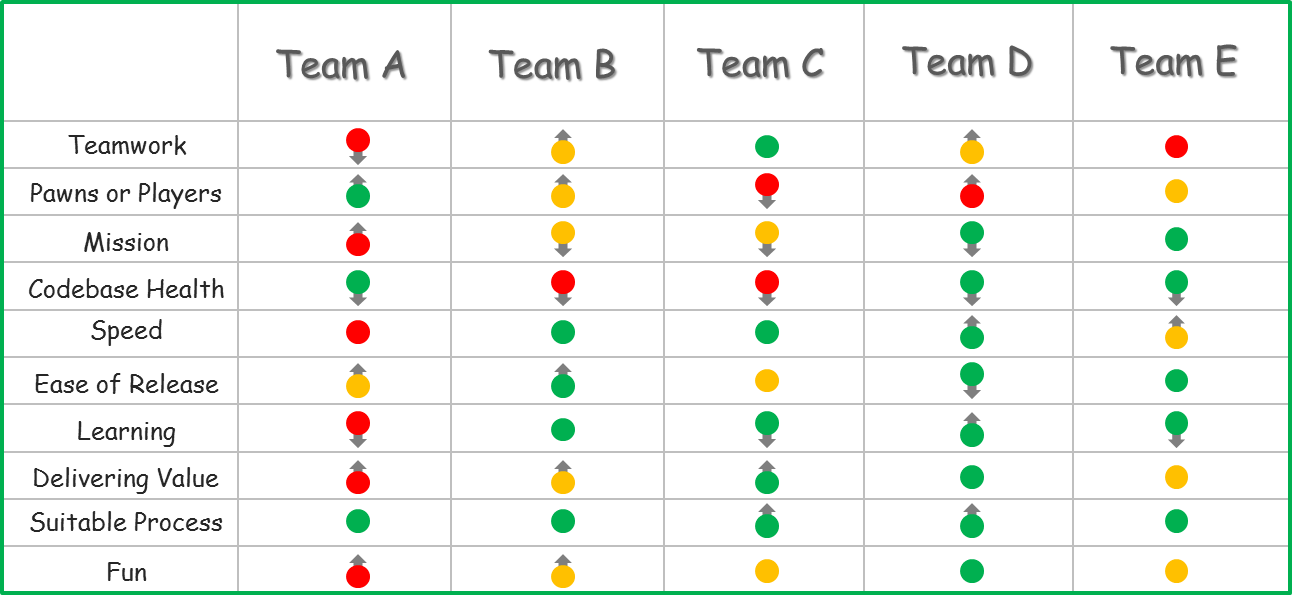 Team A
Team B
Team C
Team D
Team E
Teamwork
Pawns or Players
Mission
Codebase Health
Speed
Ease of Release
Learning
Delivering Value
Suitable Process
Fun